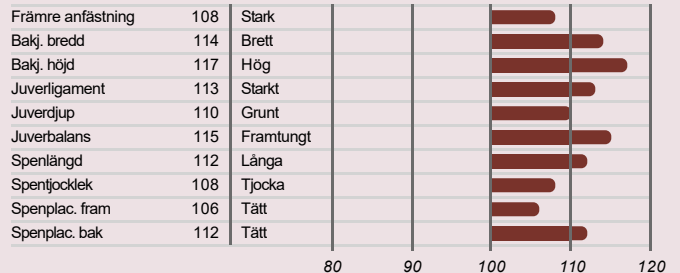 Främre anfästning 108 Stark
Bakj. bredd 114 Brett
Bakj. höjd 117 Hög
Juverligament 113 Starkt
Juverdjup 110 Grunt
Juverbalans 115 Framtungt
Spenlängd 112 Långa
Spentjocklek 108 Tjocka
Spenplac. fram 106 Tätt
Spenplac. bak 112 Tätt
80 90 100 110 120